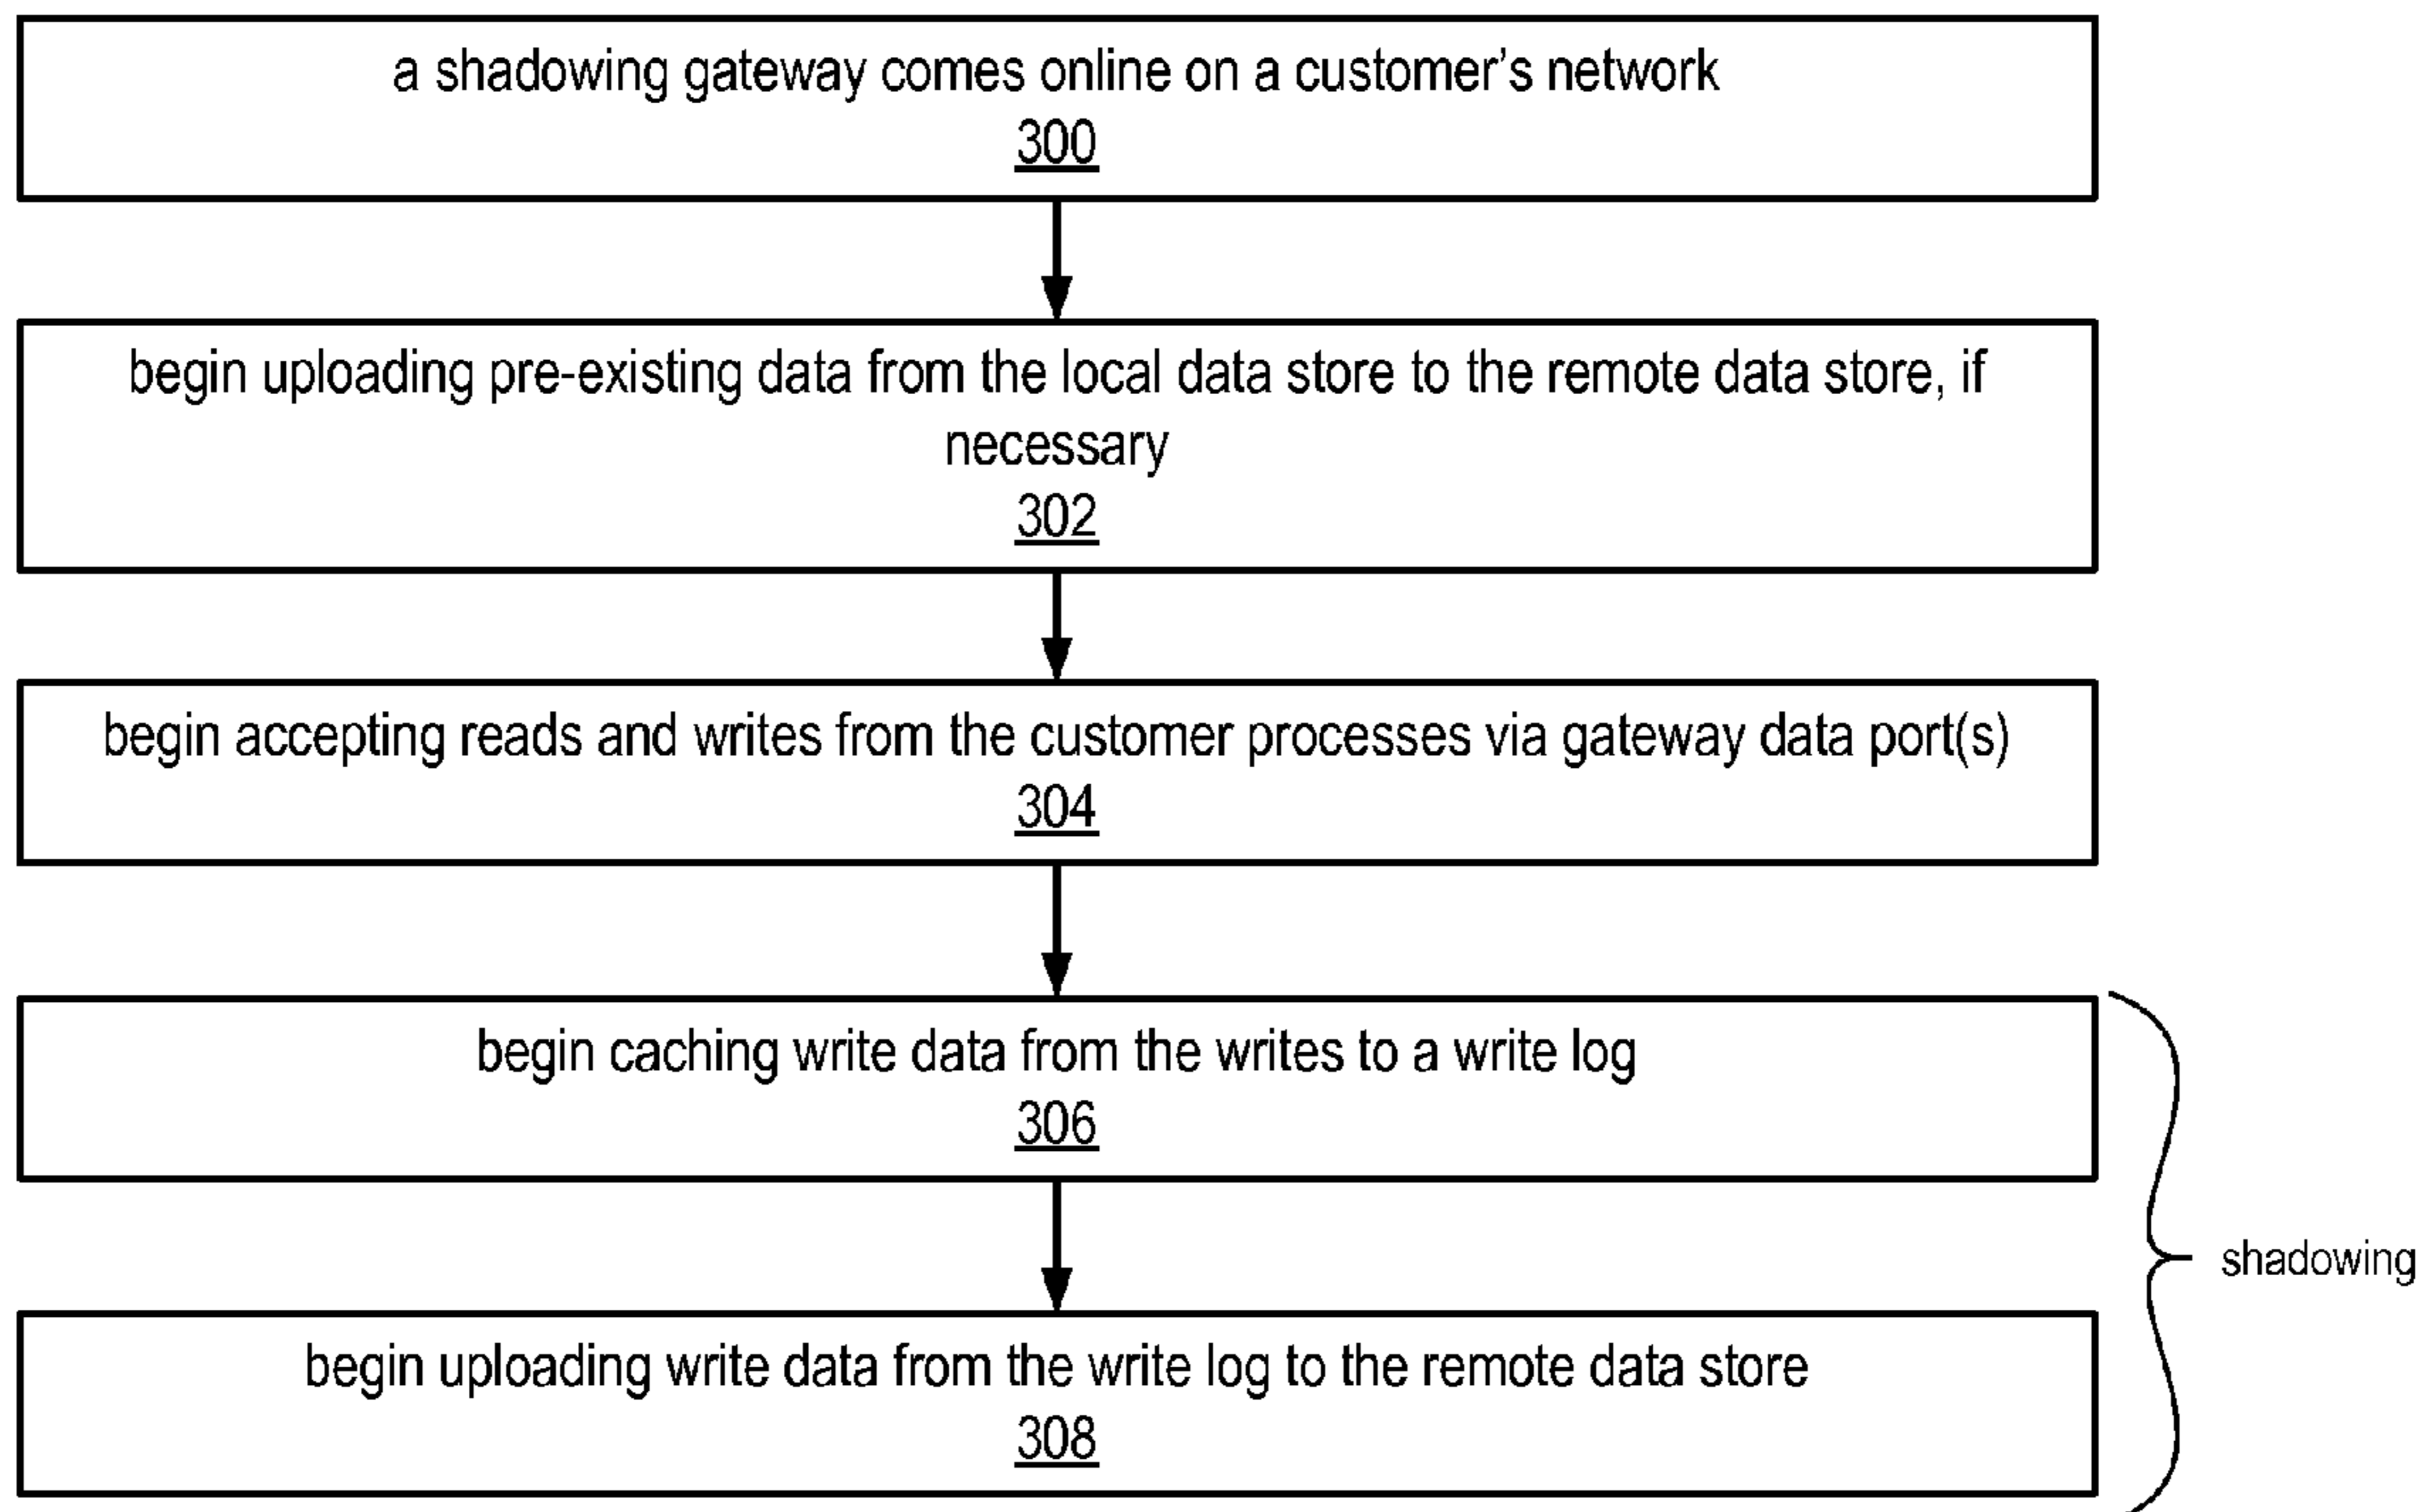 a shadowing gateway comes online on a customer’s network
300
begin uploading pre-existing data from the local data store to the remote data store, if
necessary
302
begin accepting reads and writes from the customer processes via gateway data port(s)
304
begin caching write data from the writes to a write log
306
shadowing
begin uploading write data from the write log to the remote data store
308